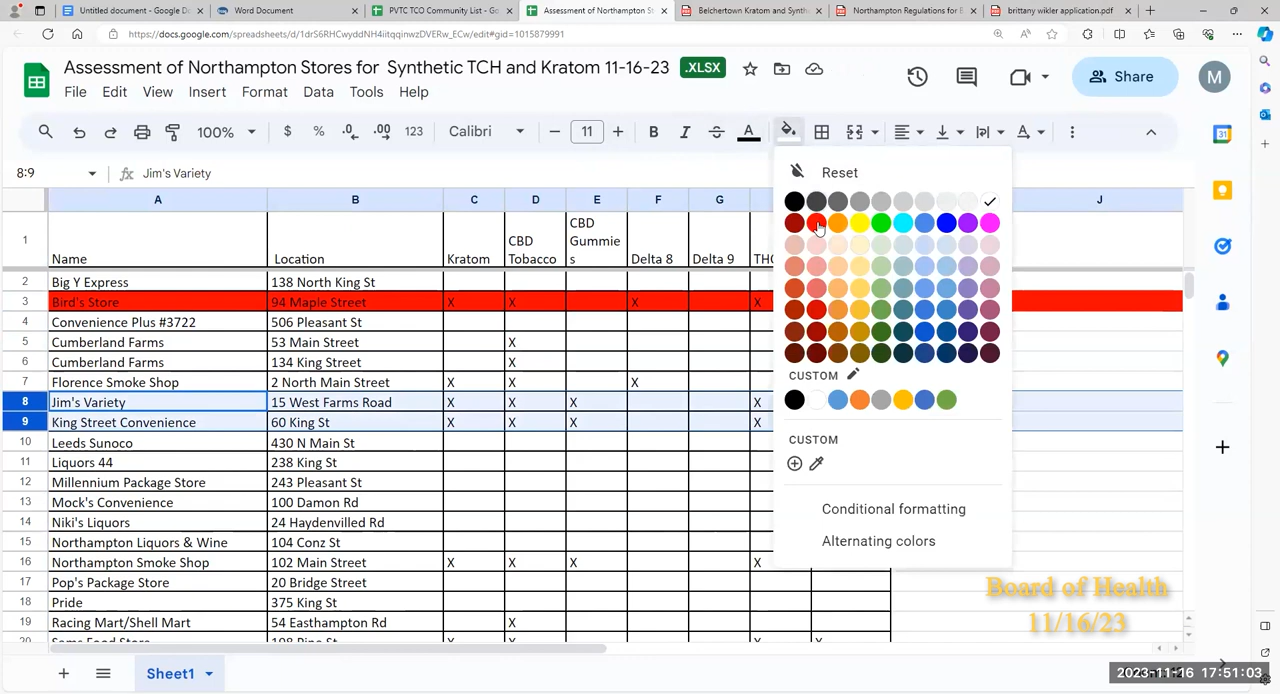 Untitled document - Google Do
Word Document
PVTC TCO Community List - Go
Assessment of Northampton St
Belchertown Kratom and Synth
Northampton Regulations for E
brittany wikler application.pdf
https://docs.google.com/spreadsheets/d/1drS6RHCwyddNH4iitqqinwzDVERw_ECw/edit#gid=1015879991
Assessment of Northampton Stores for Synthetic TCH and Kratom 11-16-23 .XLSX
Share
M
File Edit View Insert Format Data Tools Help
100% $ % .0 .00 123 Calibri 11 B I A
8:9 fx Jim's Variety
Reset
A B C D E F G J
1 Name Location Kratom CBD Tobacco CBD Gummies Delta 8 Delta 9
2 Big Y Express 138 North King St
3 Bird's Store 94 Maple Street X X X X
4 Convenience Plus #3722 506 Pleasant St
5 Cumberland Farms 53 Main Street X
6 Cumberland Farms 134 King Street X
7 Florence Smoke Shop 2 North Main Street X X X
8 Jim's Variety 15 West Farms Road X X X X
9 King Street Convenience 60 King St X X X X
10 Leeds Sunoco 430 N Main St
11 Liquors 44 238 King St
12 Millennium Package Store 243 Pleasant St
13 Mock's Convenience 100 Damon Rd
14 Niki's Liquors 24 Haydenvilled Rd
15 Northampton Liquors & Wine 104 Conz St
16 Northampton Smoke Shop 102 Main Street X X X X
17 Pop's Package Store 20 Bridge Street
18 Pride 375 King St
19 Racing Mart/Shell Mart 54 Easthampton Rd X
CUSTOM
CUSTOM
Conditional formatting
Alternating colors
Board of Health
11/16/23
Sheet1
2023-11-16 17:51:03